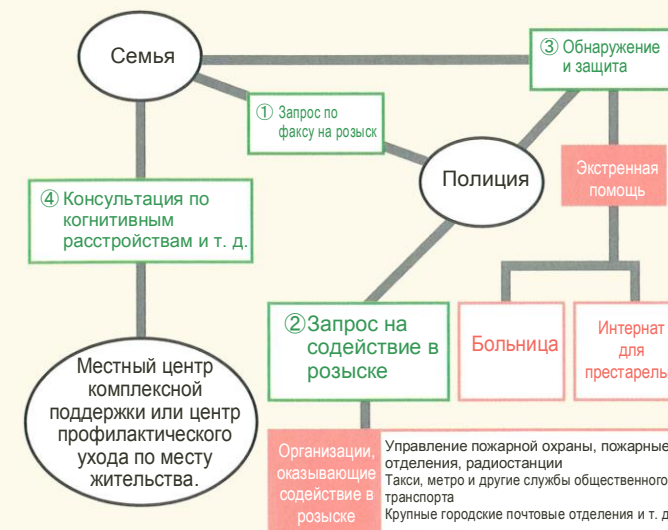 Семья
③ Обнаружение
и защита
① Запрос по
факсу на розыск
Полиция
Экстренная
помощь
④ Консультация по
когнитивным
расстройствам и т. д.
②Запрос на
содействие в
розыске
Больница
Интернат
для
престарелы
Местный центр
комплексной
поддержки или центр
профилактического
ухода по месту
жительства.
Организации,
оказывающие
содействие в
розыске
Управление пожарной охраны, пожарные
отделения, радиостанции
Такси, метро и другие службы общественного
транспорта
Крупные городские почтовые отделения и т. д